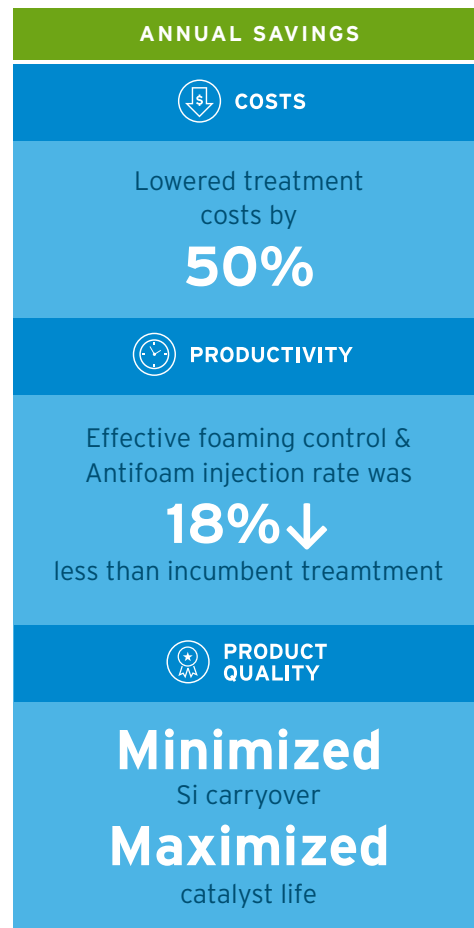 ANNUAL SAVINGS
$
COSTS
Lowered treatment
costs by
50%
PRODUCTIVITY
Effective foaming control &
Antifoam injection rate was
18%↓
less than incumbent treamtment
PRODUCT
QUALITY
Minimized
Si carryover
Maximized
catalyst life